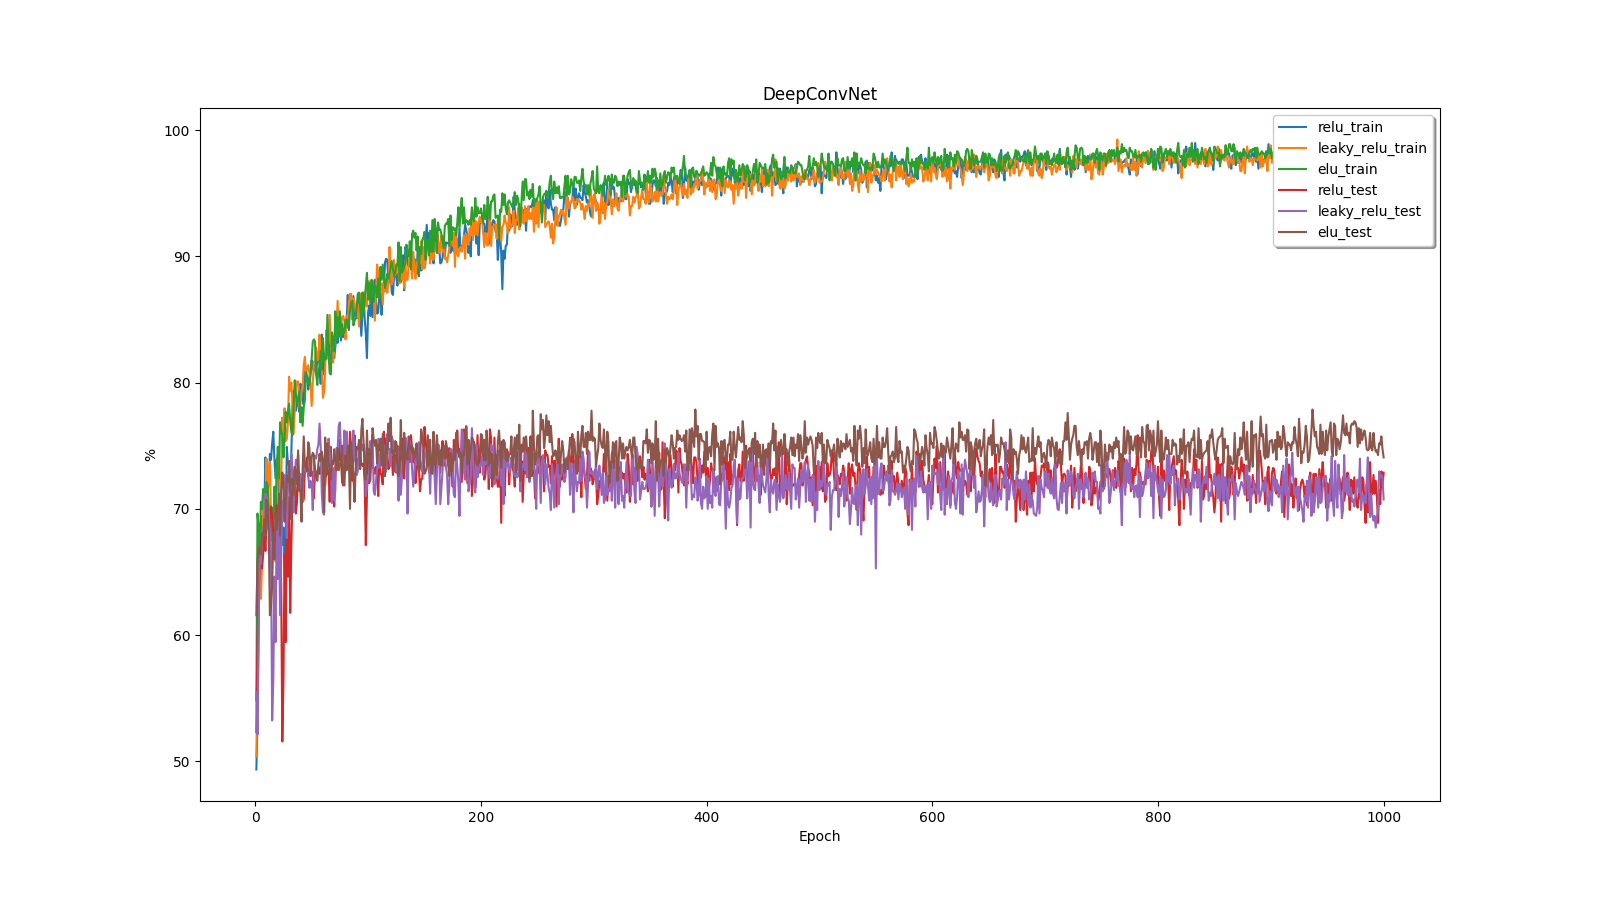 DeepConvNet
100
90
80
70
60
50
%
0
200
400
600
800
1000
Epoch
relu_train
leaky_relu_train
elu_train
relu_test
leaky_relu_test
elu_test